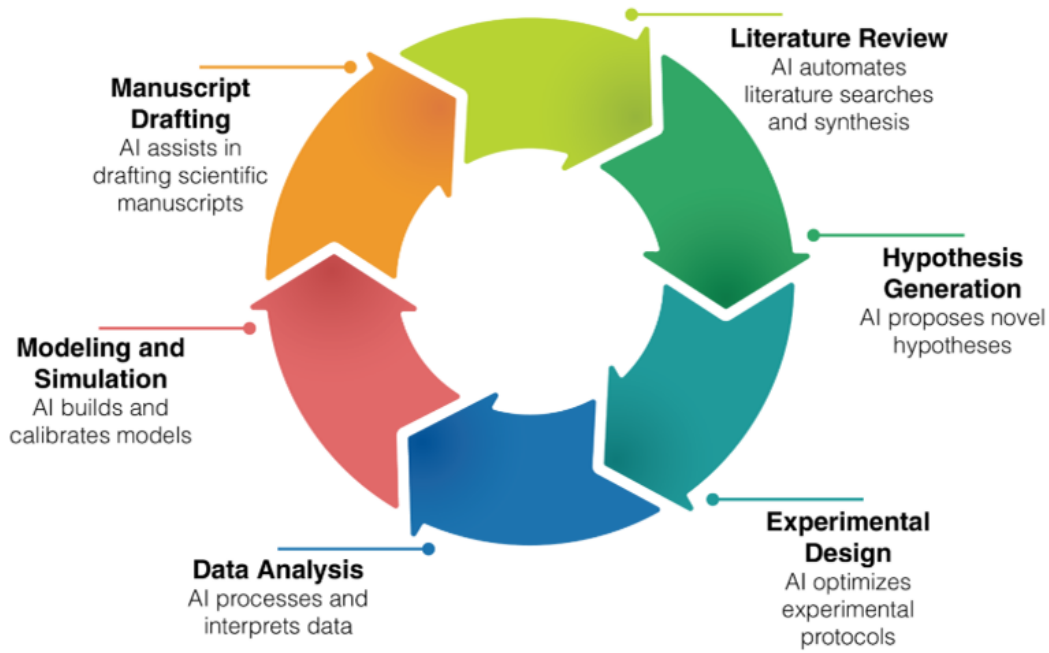 Literature Review
AI automates
literature searches
and synthesis
Hypothesis
Generation
AI proposes novel
hypotheses
Experimental
Design
AI optimizes
experimental
protocols
Data Analysis
AI processes and
interprets data
Modeling and
Simulation
AI builds and
calibrates models
Manuscript
Drafting
AI assists in
drafting scientific
manuscripts